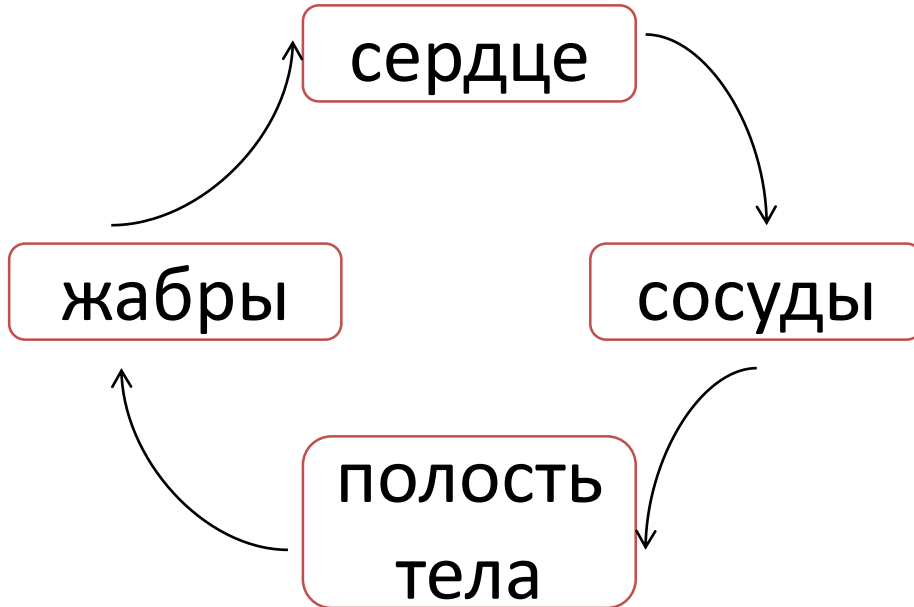 сердце
жабры
сосуды
полость
тела